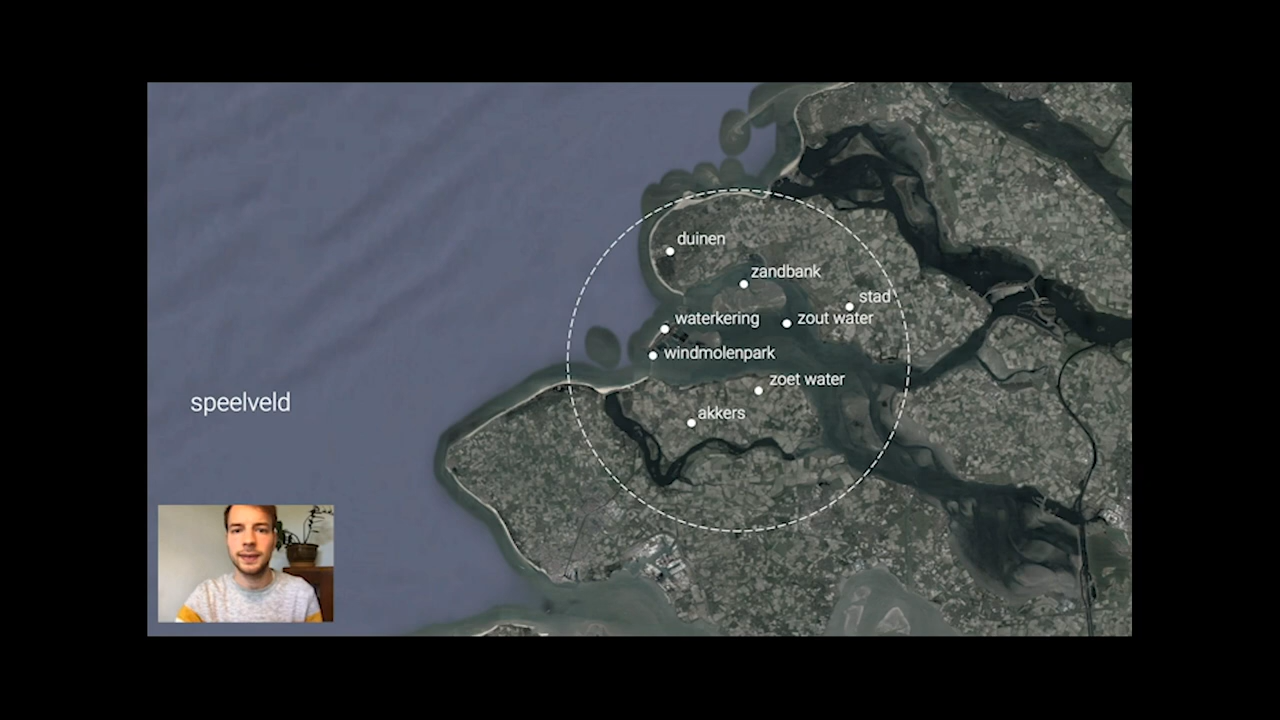 duinen
zandbank
stad
waterkering
zout water
windmolenpark
zoet water
speelveld
akkers